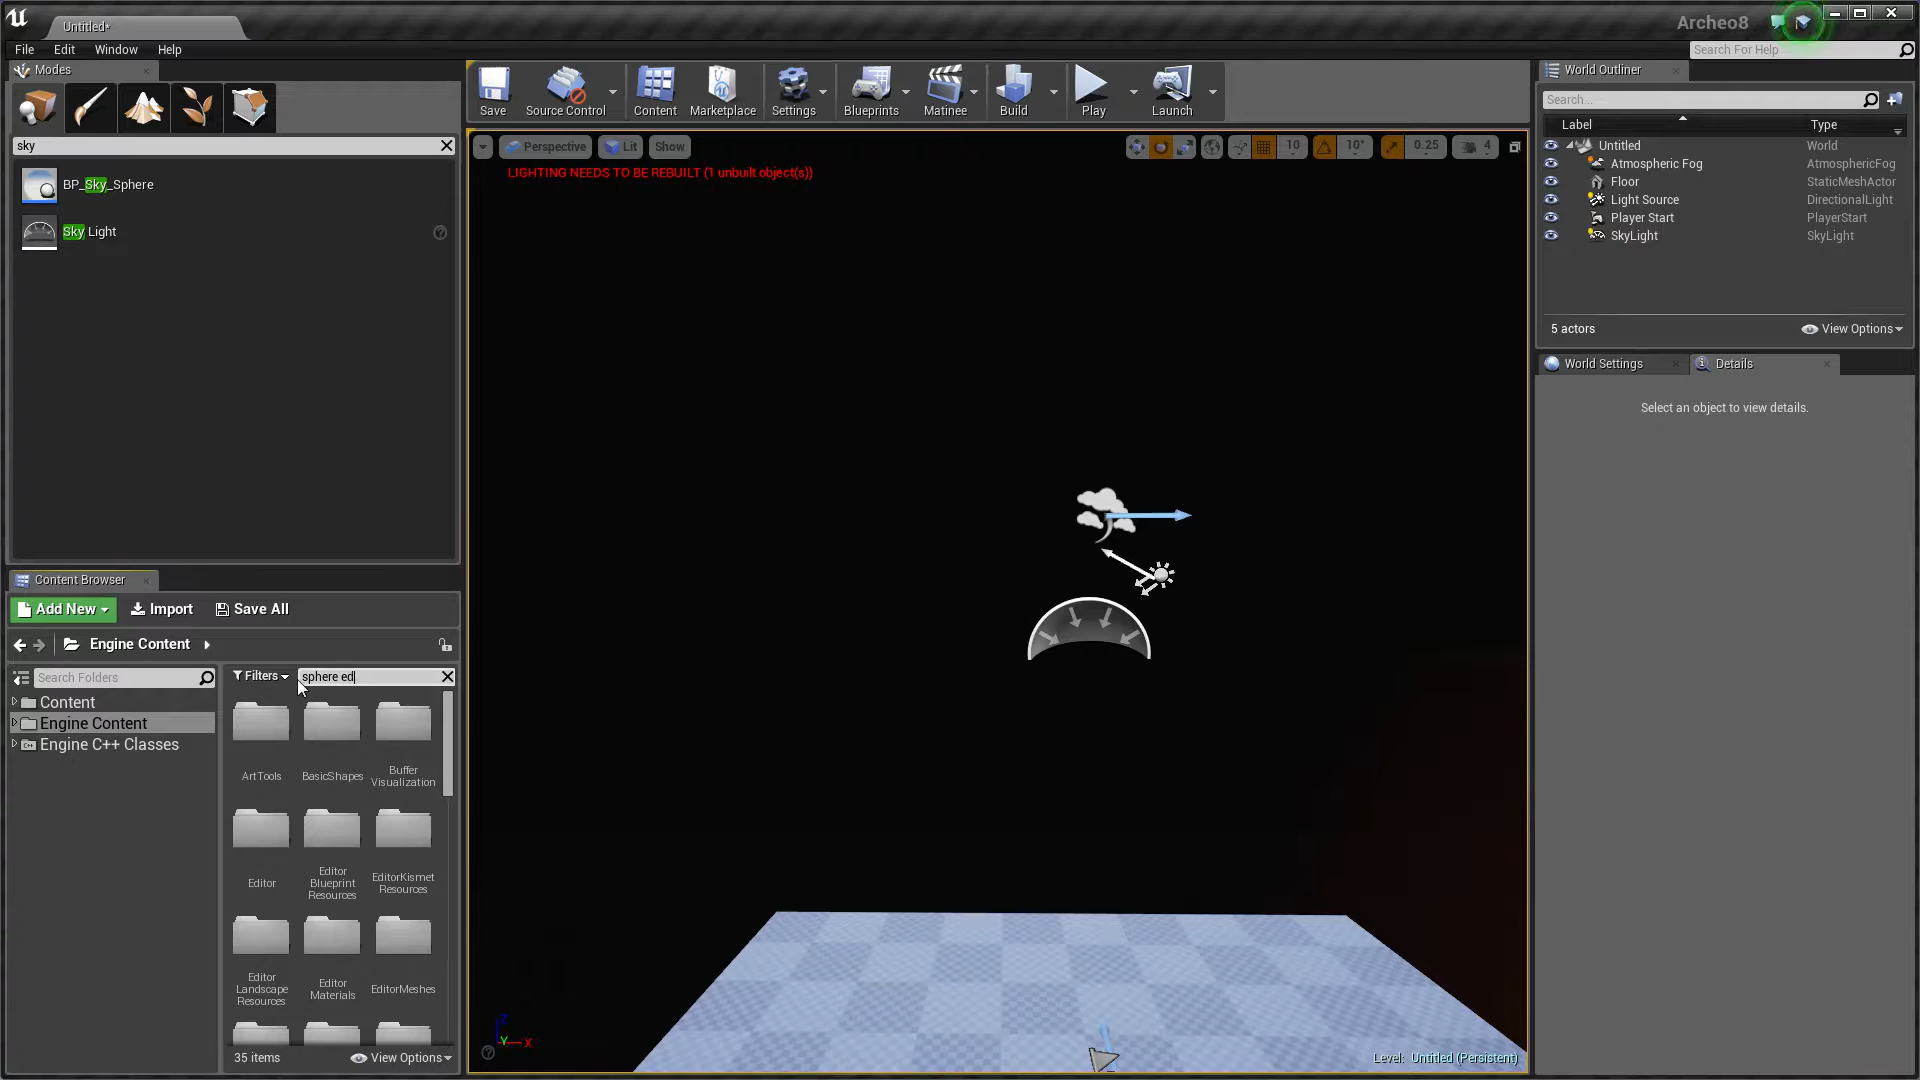 Untitled*
Archeo8
File Edit Window Help
Search For Help
Modes
sky
BP_Sky_Sphere
Sky Light
Save Source Control Content Marketplace Settings Blueprints Matinee Build Play Launch
Perspective Lit Show
10 10° 0.25 4
LIGHTING NEEDS TO BE REBUILT (1 unbuilt object(s))
Z
Y X
Level: Untitled (Persistent)
World Outliner
Search...
Label Type
Untitled World
Atmospheric Fog AtmosphericFog
Floor StaticMeshActor
Light Source DirectionalLight
Player Start PlayerStart
SkyLight SkyLight
5 actors View Options
World Settings Details
Select an object to view details.
Content Browser
Add New Import Save All
Engine Content
Search Folders
Filters sphere ed
Content
Engine Content
Engine C++ Classes
ArtTools BasicShapes Buffer
Visualization
Editor Editor
Blueprint
Resources EditorKismet
Resources
Editor
Landscape
Resources Editor
Materials EditorMeshes
35 items View Options